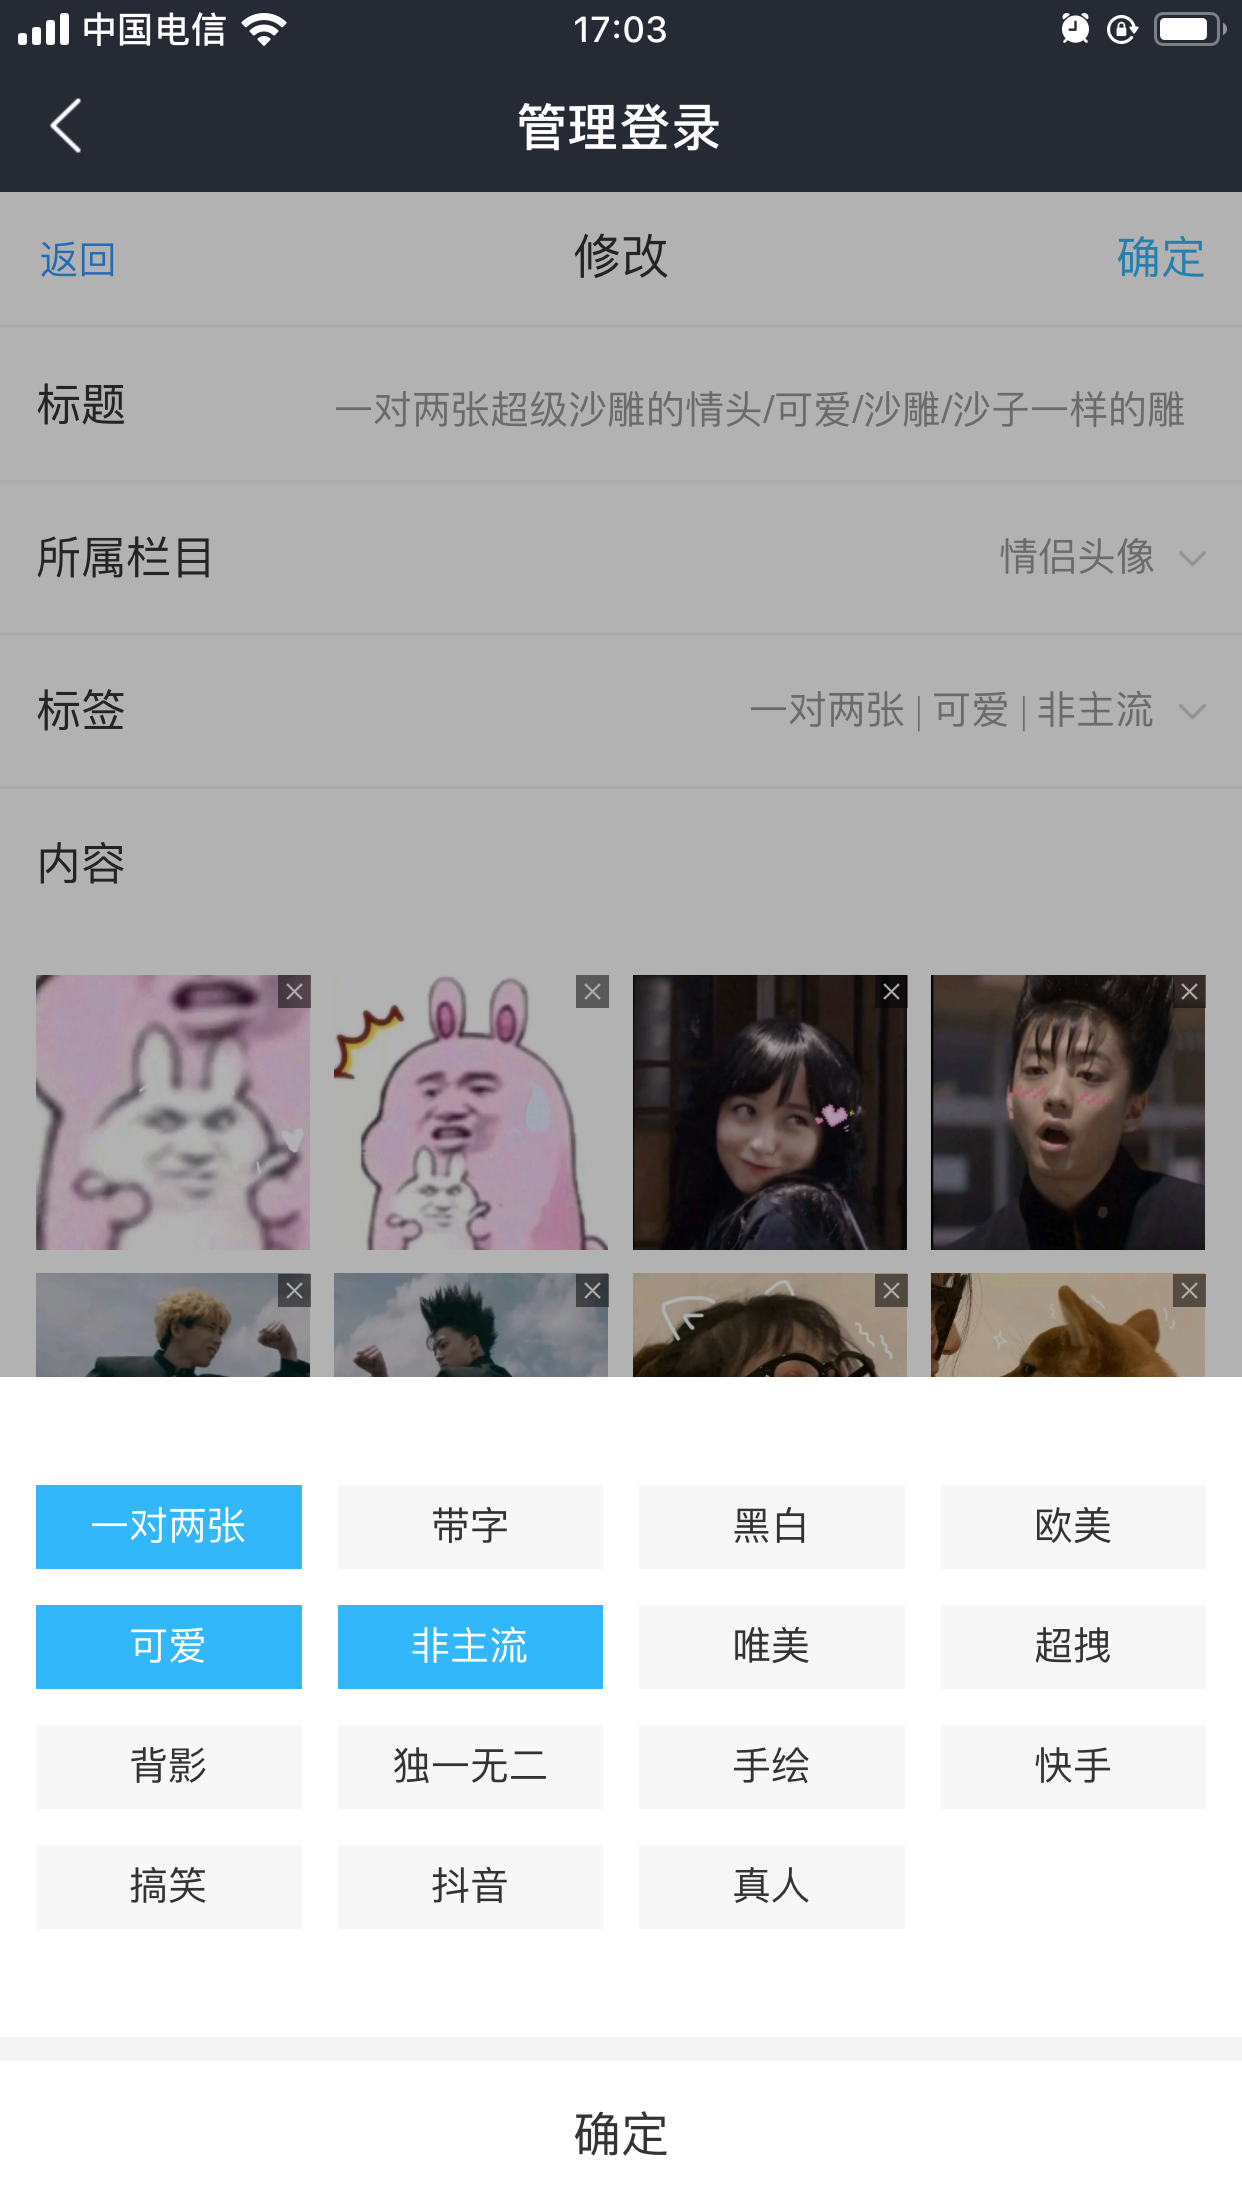 中国电信 17:03
管理登录
返回 修改 确定
标题 一对两张超级沙雕的情头/可爱/沙雕/沙子一样的雕
所属栏目 情侣头像
标签 一对两张 | 可爱 | 非主流
内容
一对两张 带字 黑白 欧美
可爱 非主流 唯美 超拽
背影 独一无二 手绘 快手
搞笑 抖音 真人
确定